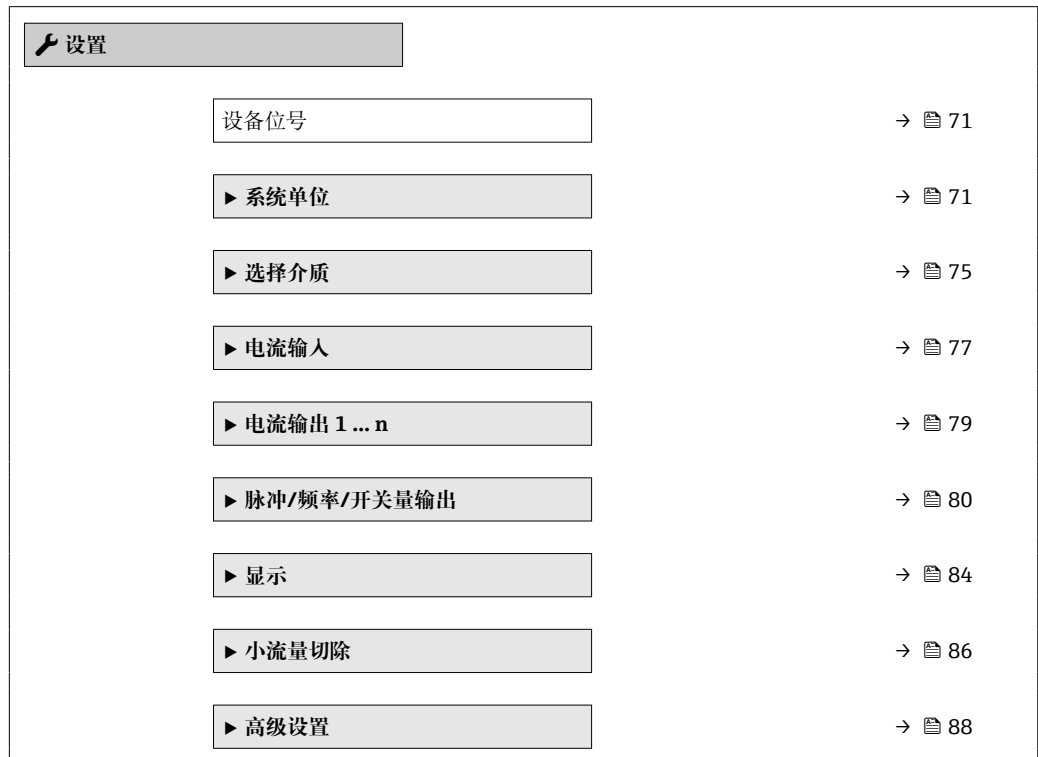 设置
设备位号 → 71
▶ 系统单位 → 71
▶ 选择介质 → 75
▶ 电流输入 → 77
▶ 电流输出 1 ... n → 79
▶ 脉冲/频率/开关量输出 → 80
▶ 显示 → 84
▶ 小流量切除 → 86
▶ 高级设置 → 88